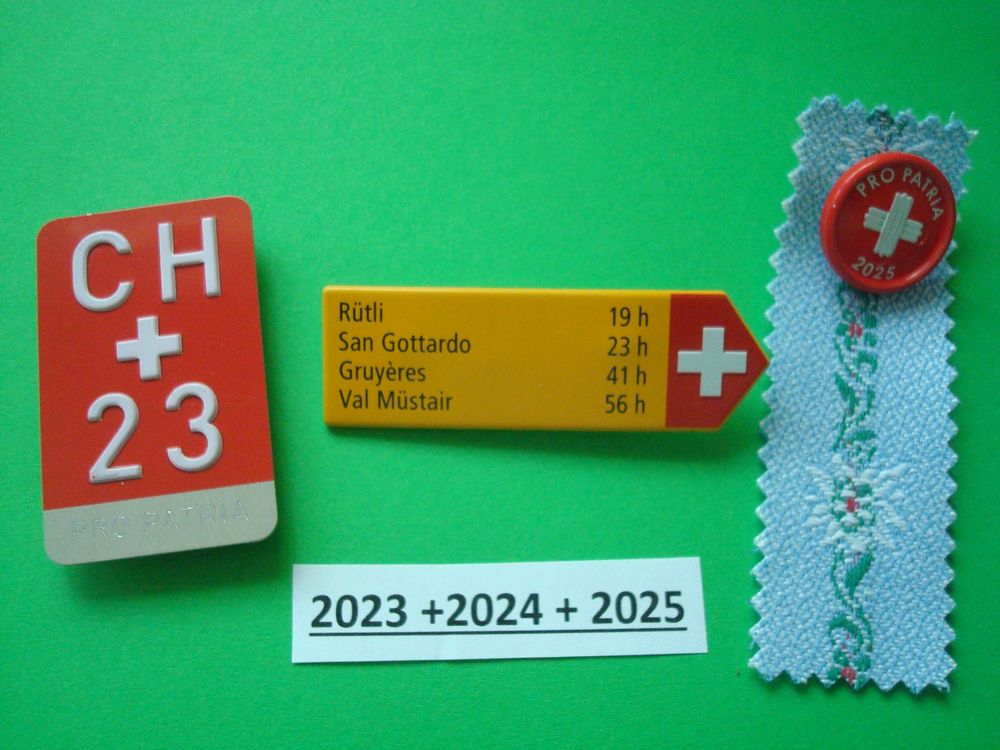 CH
+
23
PRO PATRIA
Rütli 19 h
San Gottardo 23 h
Gruyères 41 h
Val Müstair 56 h
PRO PATRIA
2025
2023 +2024 + 2025